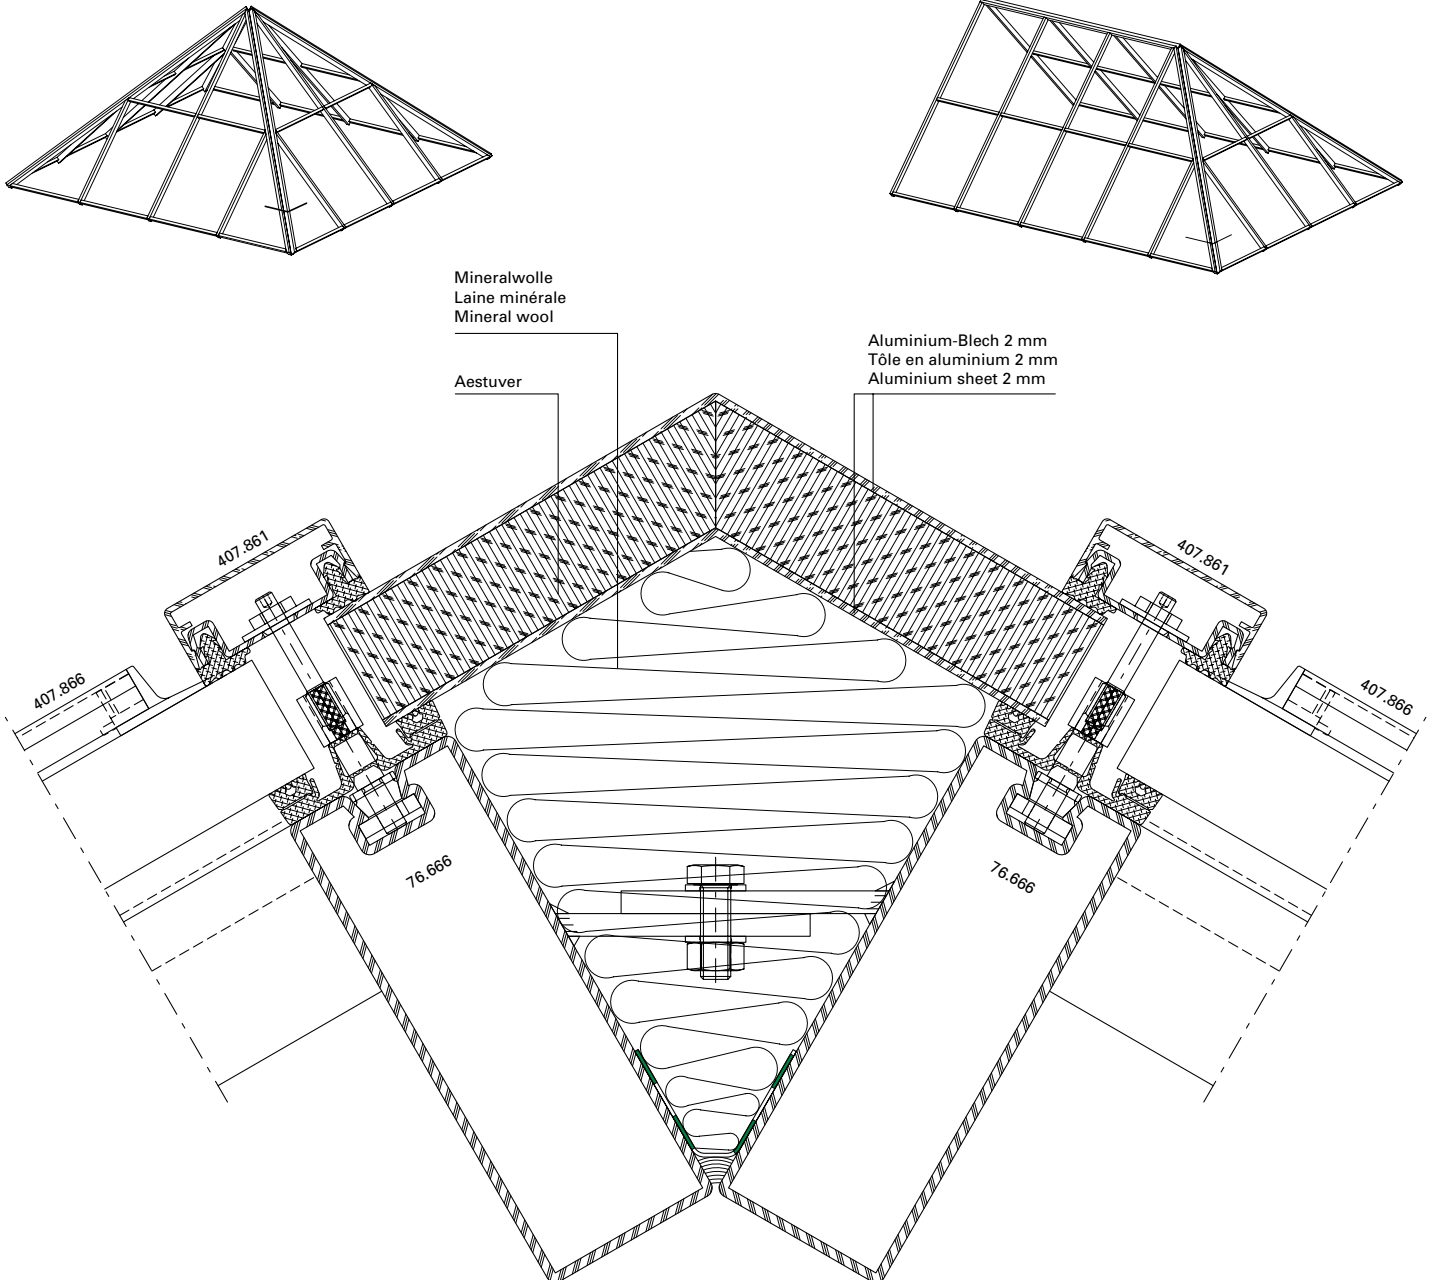 Mineralwolle
Laine minérale
Mineral wool
Aestuver
Aluminium-Blech 2 mm
Tôle en aluminium 2 mm
Aluminium sheet 2 mm
407.861
407.861
407.866
407.866
76.666
76.666